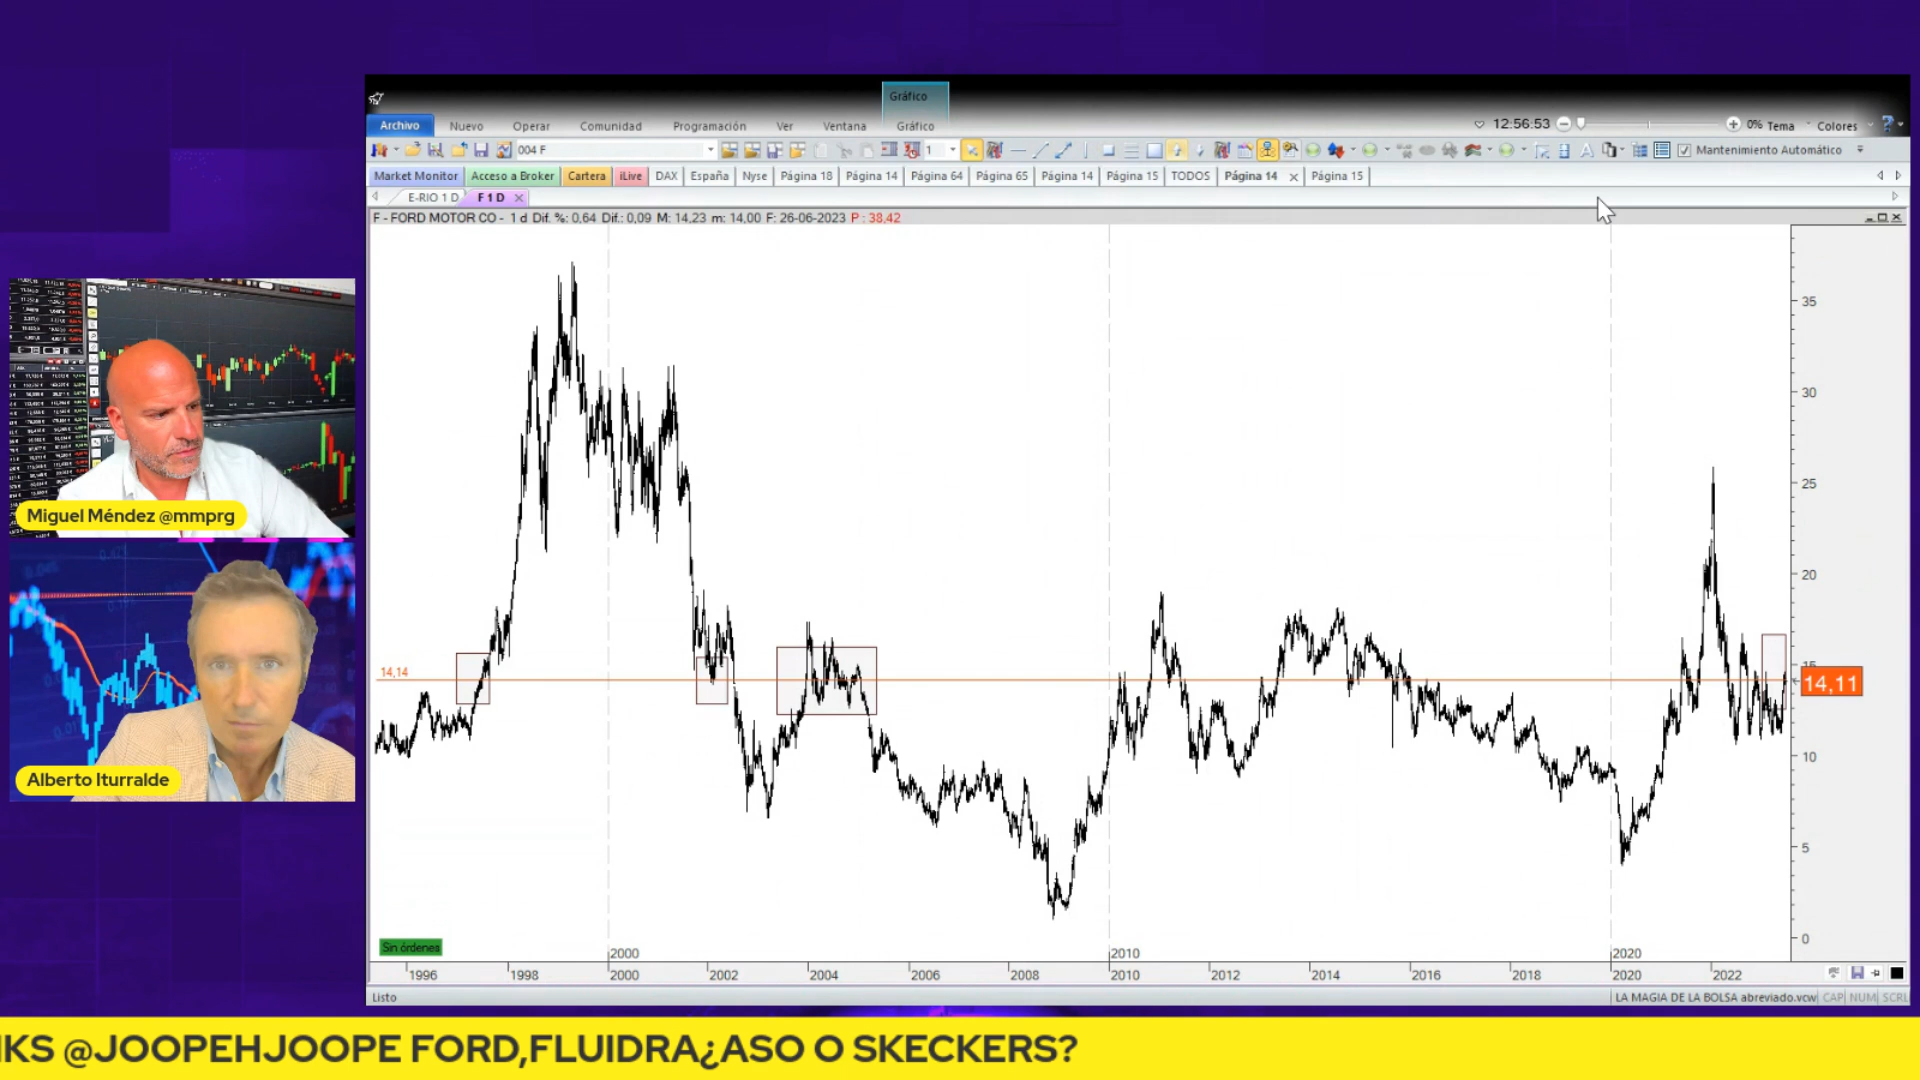 Gráfico
Archivo Nuevo Operar Comunidad Programación Ver Ventana Gráfico 12:56:53 0% Tema Colores
004 F 1 Mantenimiento Automático
Market Monitor Acceso a Broker Cartera iLive DAX España Nyse Página 18 Página 14 Página 64 Página 65 Página 14 Página 15 TODOS Página 14 Página 15
E-RIO 1 D F 1 D
F - FORD MOTOR CO - 1 d Dif. %: 0,64 Dif.: 0,09 M: 14,23 m: 14,00 F: 26-06-2023 P : 38,42
35
30
25
20
15
14,14
14,11
10
5
0
Miguel Méndez @mmprg
Alberto Iturralde
Sin órdenes
2000 2010 2020
1996 1998 2000 2002 2004 2006 2008 2010 2012 2014 2016 2018 2020 2022
Listo LA MAGIA DE LA BOLSA abreviado.vcw CAP NUM SCRL
NKS @JOOPEHJOOPE FORD,FLUIDRA¿ASO O SKECKERS?